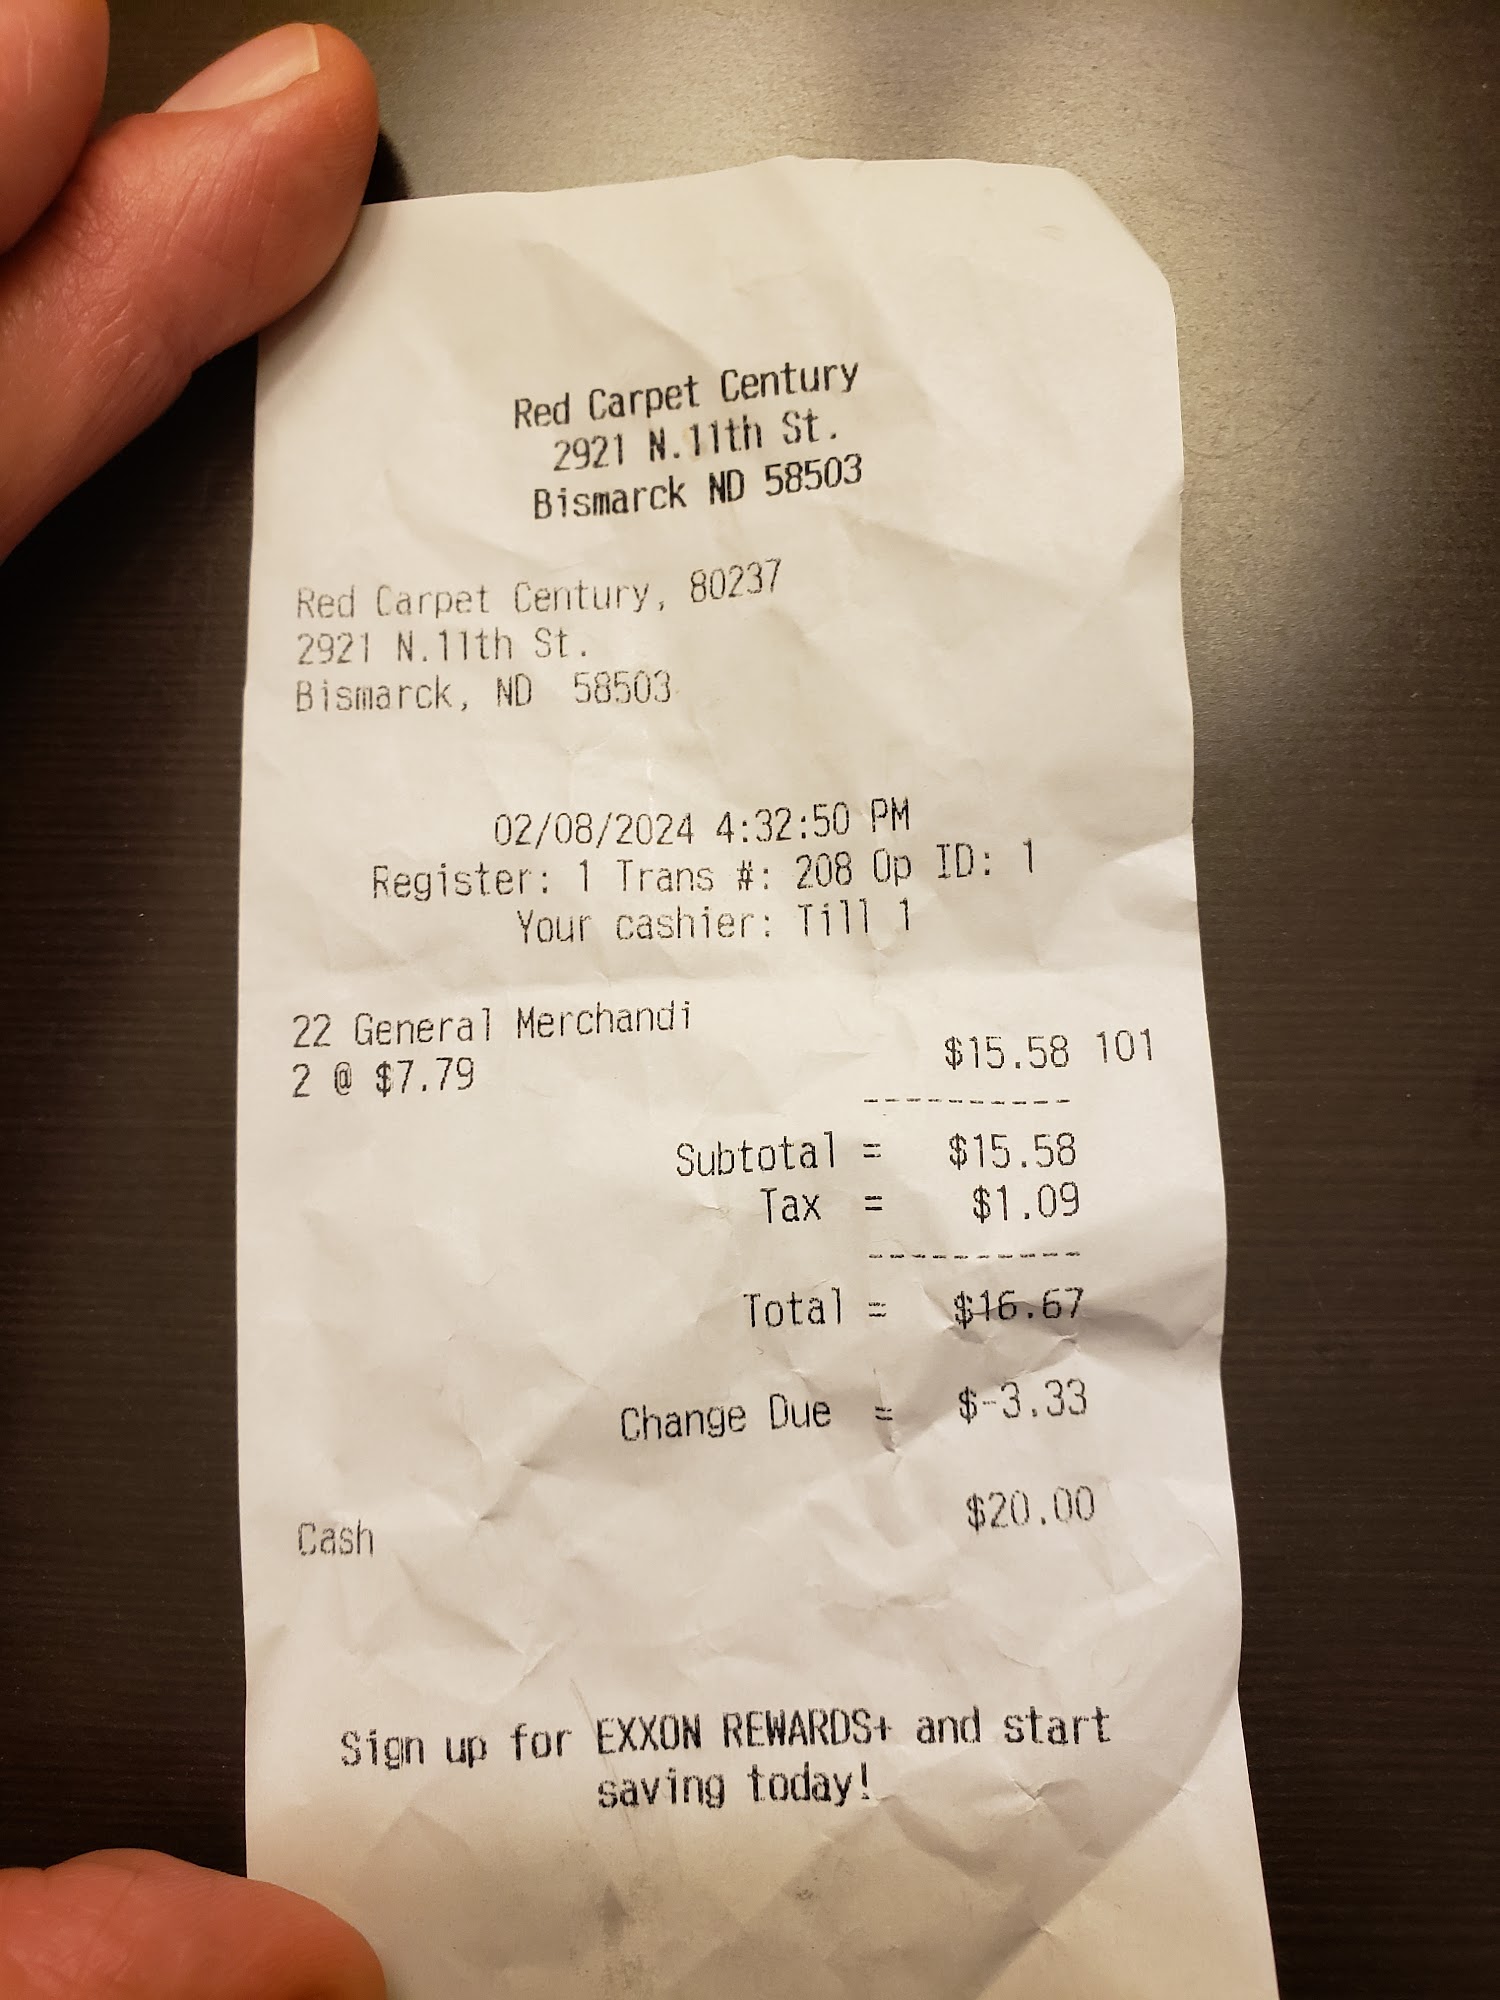 Red Carpet Century
2921 N.11th St.
Bismarck ND 58503
Red Carpet Century, 80237
2921 N.11th St.
Bismarck, ND 58503
02/08/2024 4:32:50 PM
Register: 1 Trans #: 208 Op ID: 1
Your cashier: Till 1
22 General Merchandi
2 @ $7.79 $15.58 101
----------
Subtotal = $15.58
Tax = $1.09
----------
Total = $16.67
Change Due = $-3.33
Cash $20.00
Sign up for EXXON REWARDS+ and start
saving today!